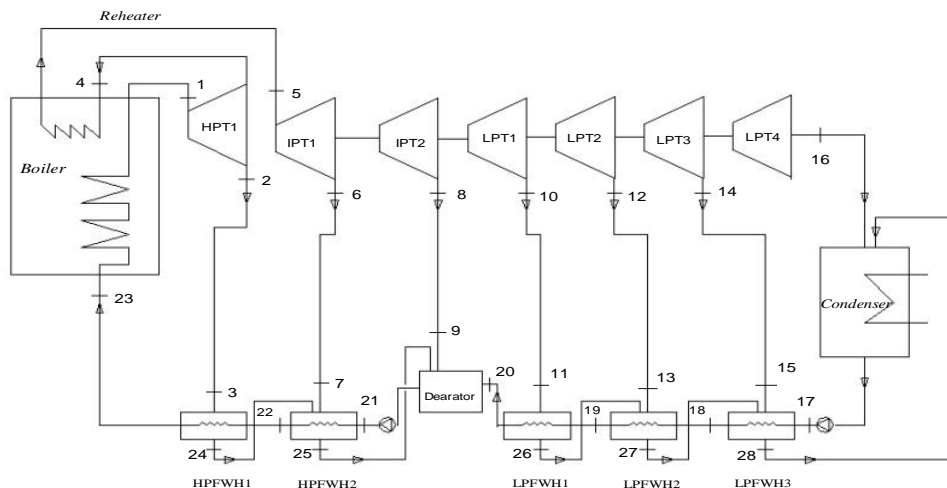 Reheater
4
1
5
HPT1
IPT1
IPT2
LPT1
LPT2
LPT3
LPT4
16
Boiler
2
6
8
10
12
14
23
Condenser
9
3
7
21
Dearator
20
11
13
15
17
22
19
18
24
25
26
27
28
HPFWH1
HPFWH2
LPFWH1
LPFWH2
LPFWH3